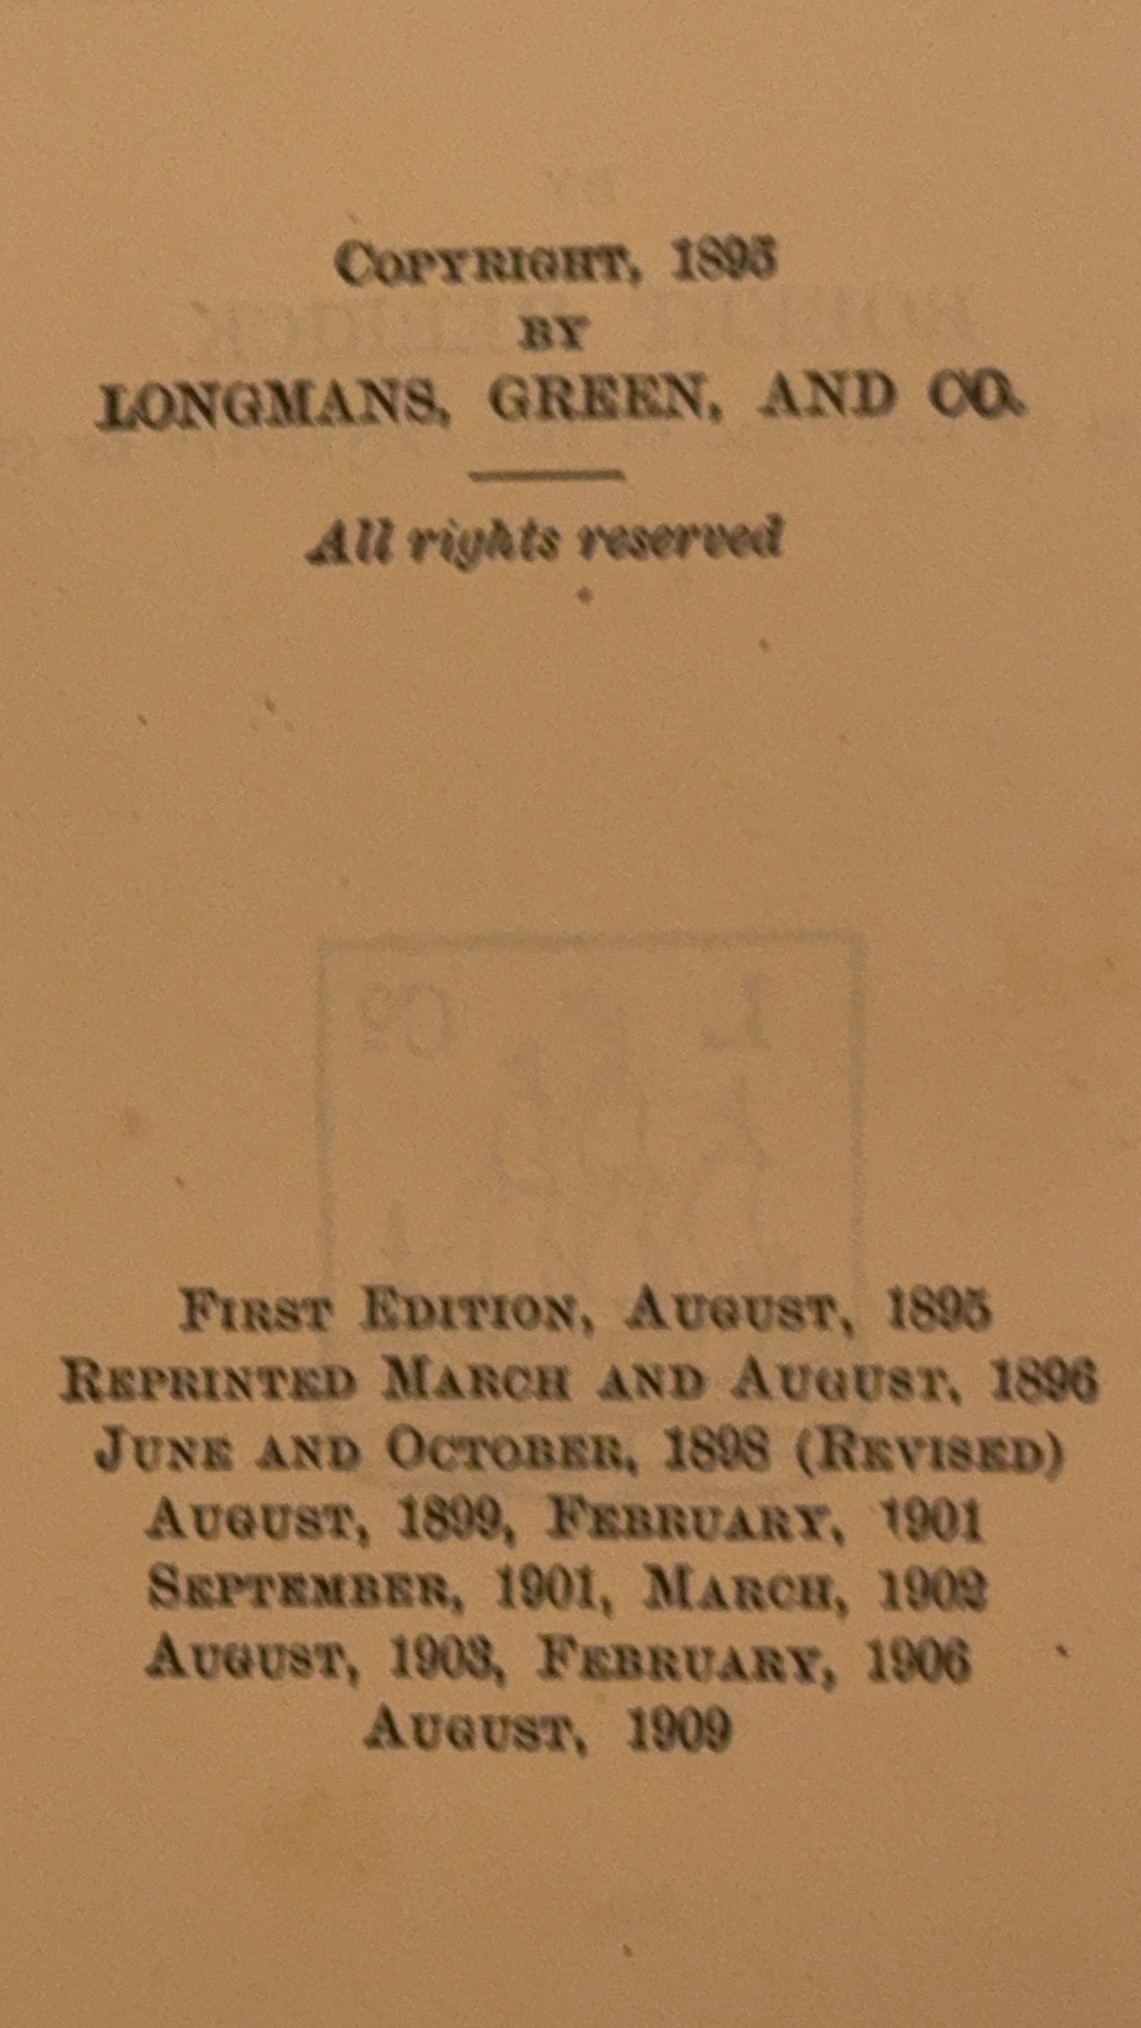 COPYRIGHT, 1895
BY
LONGMANS, GREEN, AND CO.
All rights reserved
FIRST EDITION, AUGUST, 1895
REPRINTED MARCH AND AUGUST, 1896
JUNE AND OCTOBER, 1898 (REVISED)
AUGUST, 1899, FEBRUARY, 1901
SEPTEMBER, 1901, MARCH, 1902
AUGUST, 1903, FEBRUARY, 1906
AUGUST, 1909